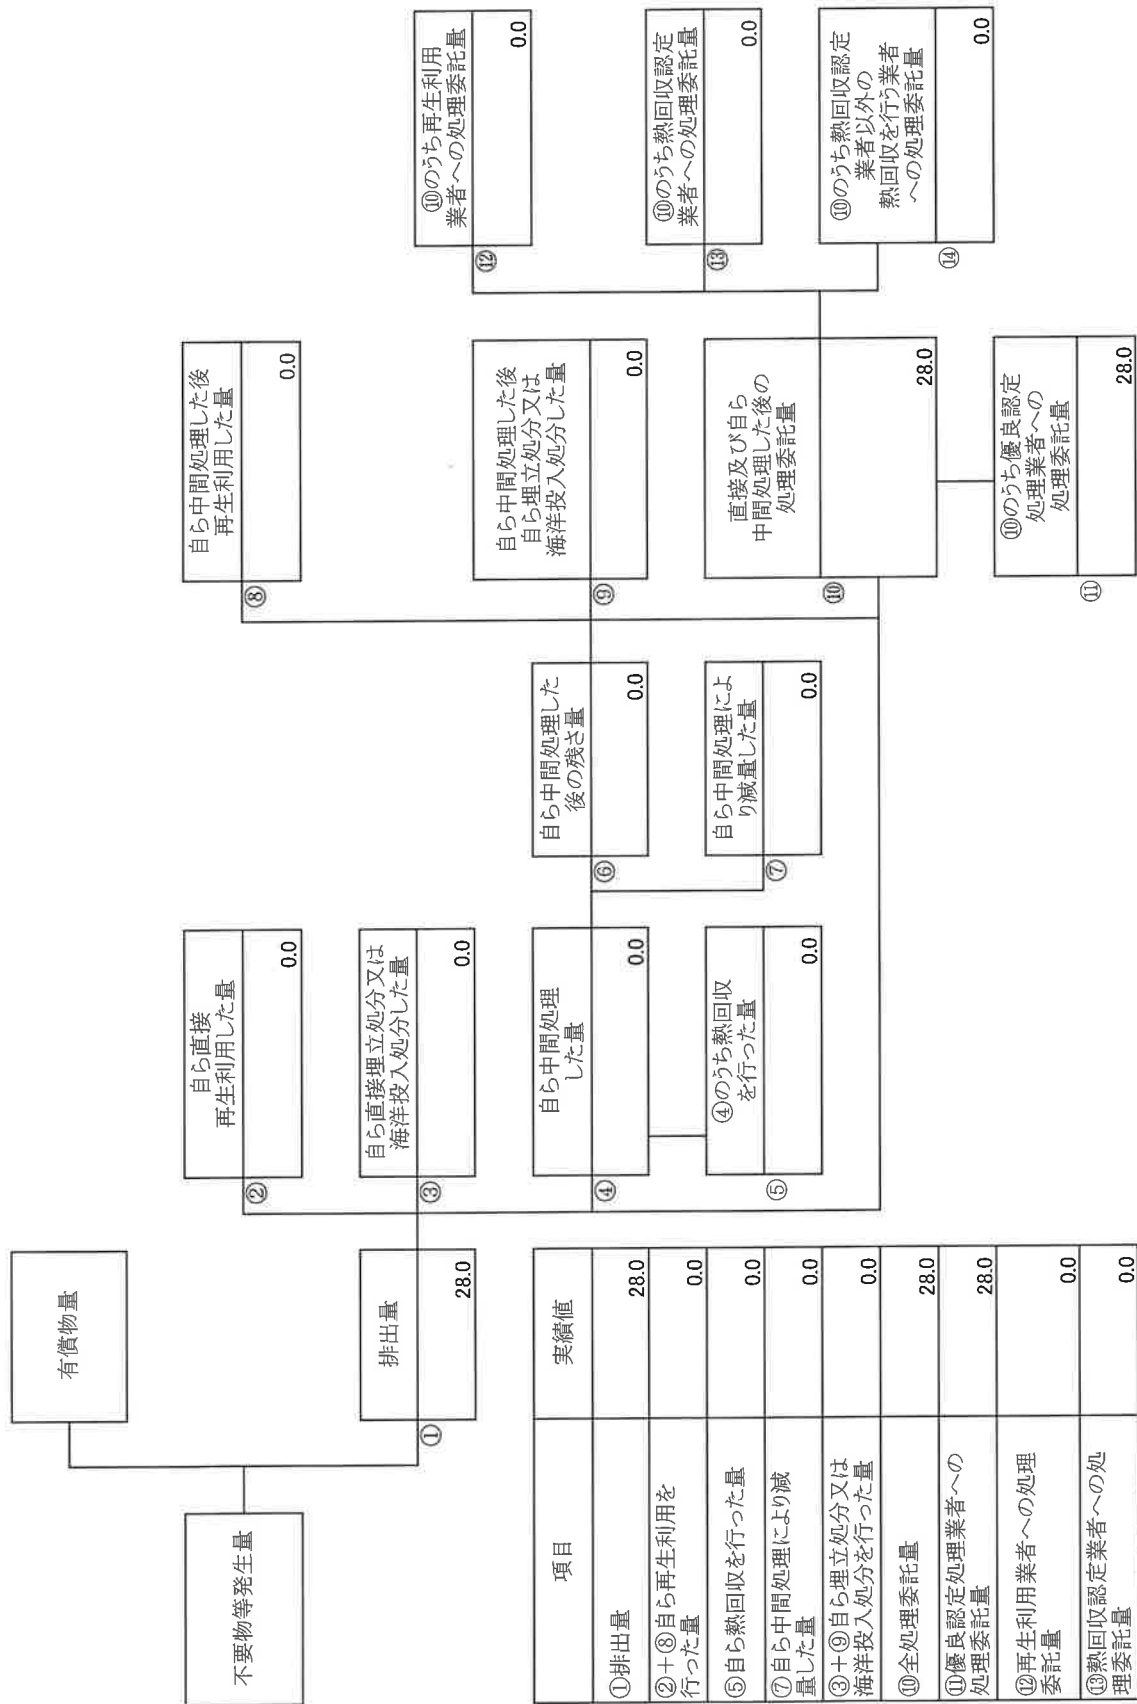 不要物等発生量
有償物量
①
排出量
28.0
②
自ら直接
再生利用した量
0.0
③
自ら直接埋立処分又は
海洋投入処分した量
0.0
④
自ら中間処理
した量
0.0
⑤
④のうち熱回収
を行った量
0.0
⑥
自ら中間処理した
後の残さ量
0.0
⑦
自ら中間処理によ
り減量した量
0.0
⑧
自ら中間処理した後
再生利用した量
0.0
⑨
自ら中間処理した後
自ら埋立処分又は
海洋投入処分した量
0.0
⑩
直接及び自ら
中間処理した後の
処理委託量
28.0
⑪
⑩のうち優良認定
処理業者への
処理委託量
28.0
⑫
⑩のうち再生利用
業者への処理委託量
0.0
⑬
⑩のうち熱回収認定
業者への処理委託量
0.0
⑭
⑩のうち熱回収認定
業者以外の
熱回収を行う業者
への処理委託量
0.0
項目 実績値
①排出量 28.0
②＋⑧自ら再生利用を
行った量 0.0
⑤自ら熱回収を行った量 0.0
⑦自ら中間処理により減
量した量 0.0
③＋⑨自ら埋立処分又は
海洋投入処分を行った量 0.0
⑩全処理委託量 28.0
⑪優良認定処理業者への
処理委託量 28.0
⑫再生利用業者への処理
委託量 0.0
⑬熱回収認定業者への処
理委託量 0.0